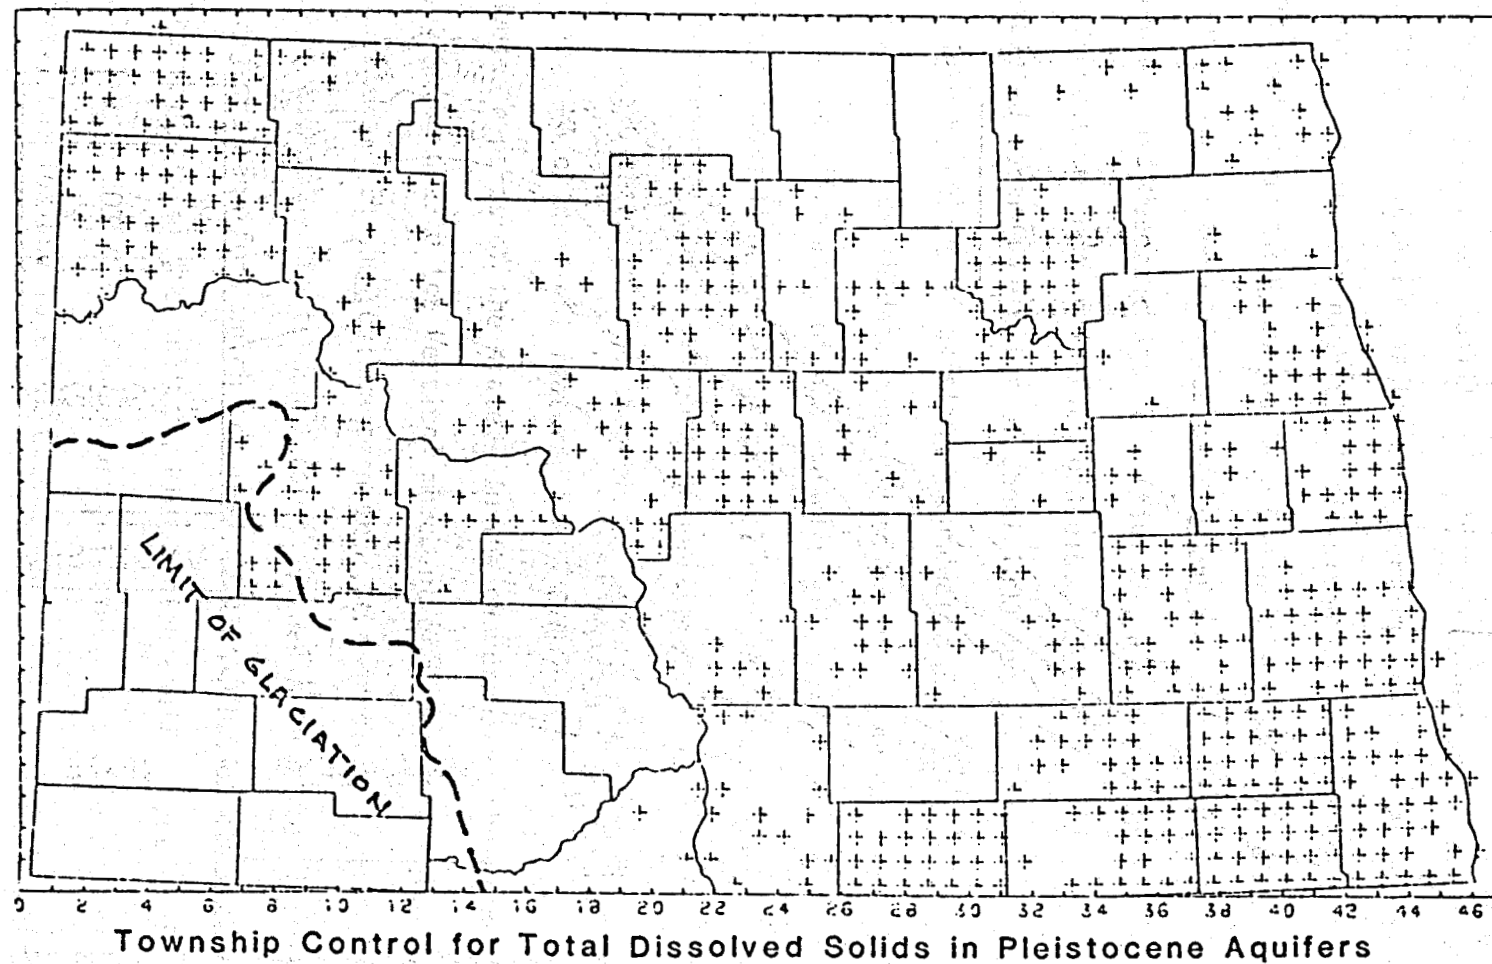 LIMIT OF GLACIATION
0 2 4 6 8 10 12 14 16 18 20 22 24 26 28 30 32 34 36 38 40 42 44 46
Township Control for Total Dissolved Solids in Pleistocene Aquifers